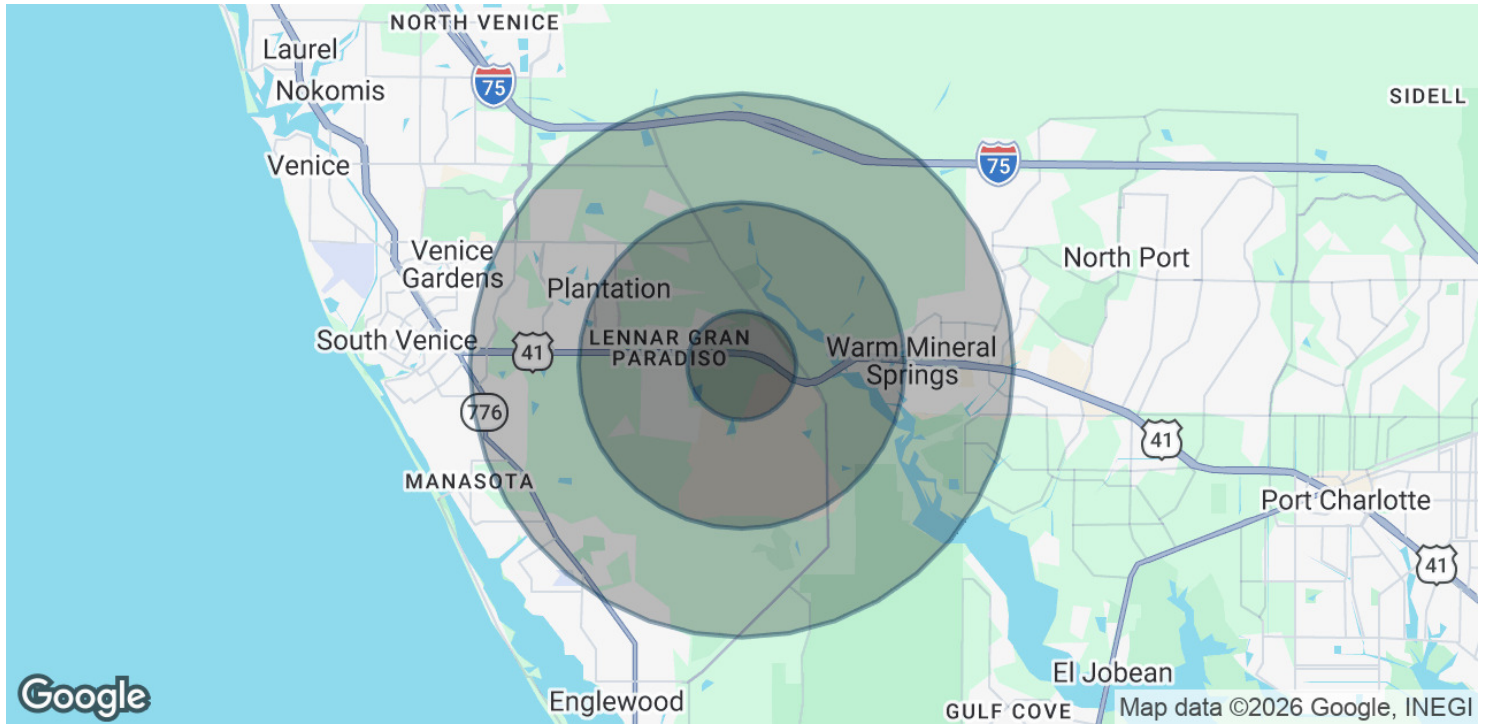 NORTH VENICE
Laurel
Nokomis
75
SIDELL
Venice
75
Venice
Gardens
North Port
Plantation
South Venice
41
LENNAR GRAN
PARADISO
Warm Mineral
Springs
776
41
MANASOTA
Port Charlotte
41
El Jobean
Englewood
GULF COVE
Google
Map data ©2026 Google, INEGI